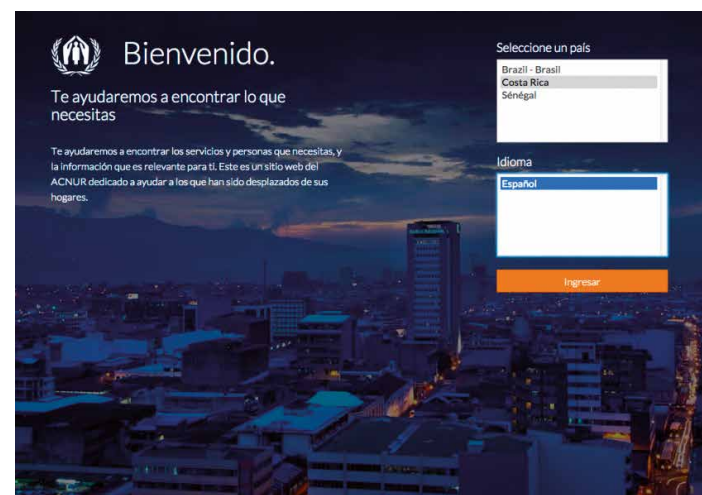 Bienvenido.
Te ayudaremos a encontrar lo que
necesitas
Te ayudaremos a encontrar los servicios y personas que necesitas, y
la información que es relevante para ti. Este es un sitio web del
ACNUR dedicado a ayudar a los que han sido desplazados de sus
hogares.
Seleccione un país
Brazil - Brasil
Costa Rica
Sénégal
Idioma
Español
Ingresar